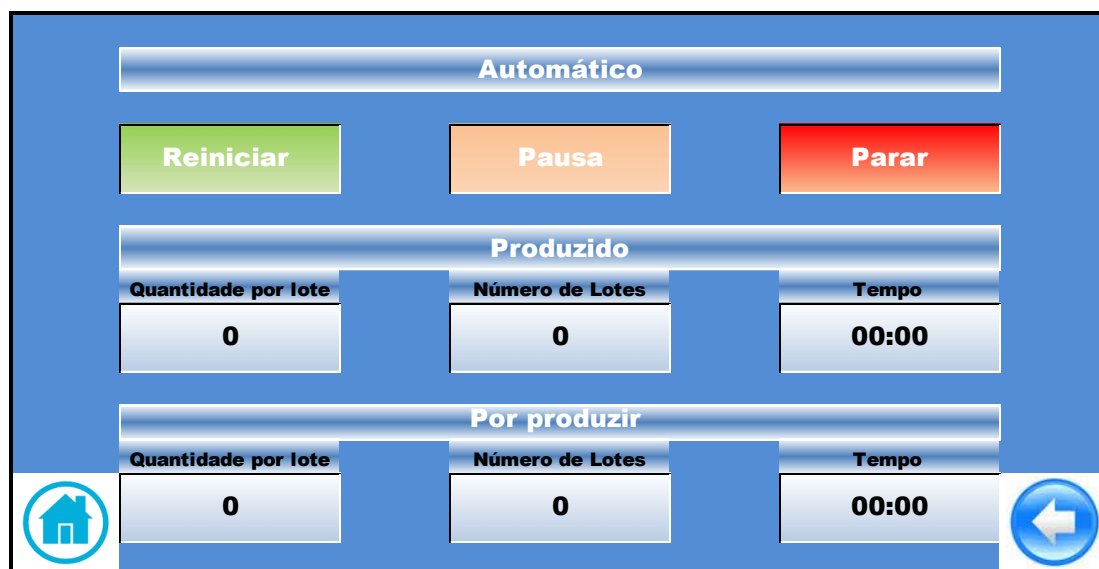 Automático
Reiniciar Pausa Parar
Produzido
Quantidade por lote Número de Lotes Tempo
0 0 00:00
Por produzir
Quantidade por lote Número de Lotes Tempo
0 0 00:00